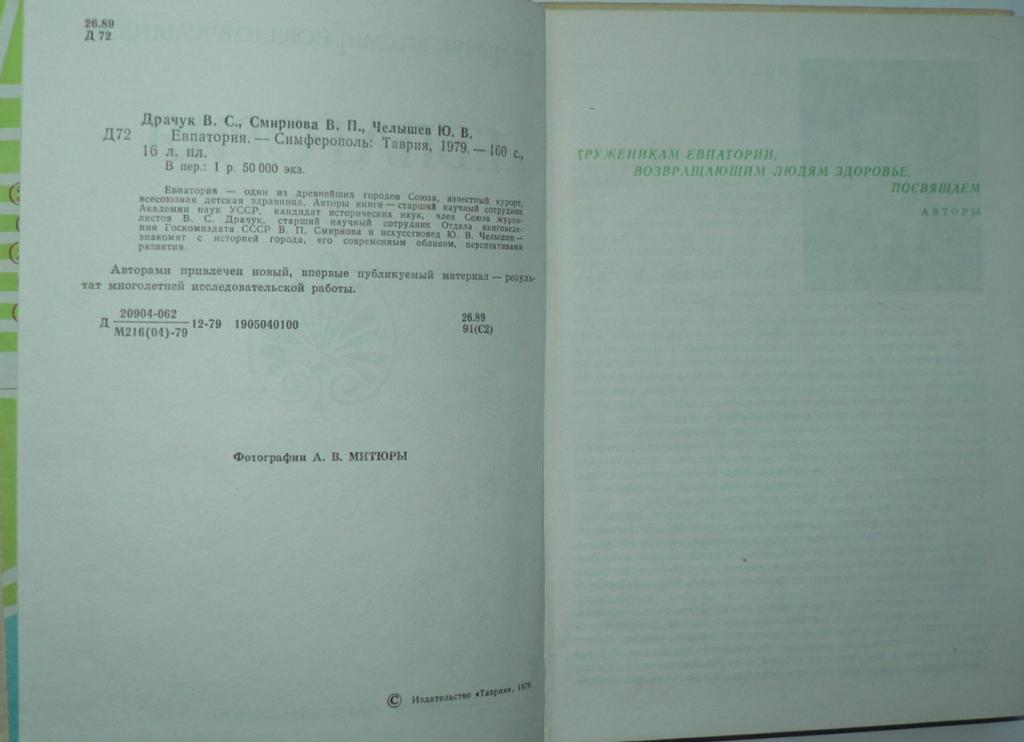 26.89
Д 72
Драчук В. С., Смирнова В. П., Челышев Ю. В.
Д72 Евпатория. — Симферополь: Таврия, 1979. — 160 с.,
16 л. ил.
В пер.: 1 р. 50 000 экз.
Евпатория — один из древнейших городов Союза, известный курорт,
всесоюзная детская здравница. Авторы книги — старший научный сотрудник
Академии наук УССР, кандидат исторических наук, член Союза журна-
листов В. С. Драчук, старший научный сотрудник Отдела книговеде-
ния Госкомиздата СССР В. П. Смирнова и искусствовед Ю. В. Челышев —
знакомят с историей города, его современным обликом, перспективами
развития.
Авторами привлечен новый, впервые публикуемый материал — резуль-
тат многолетней исследовательской работы.
Д 20904-062
М216(04)-79 12-79 1905040100
26.89
91(С2)
Фотографии А. В. МИТЮРЫ
© Издательство «Таврия», 1979
ТРУЖЕНИКАМ ЕВПАТОРИИ,
ВОЗВРАЩАЮЩИМ ЛЮДЯМ ЗДОРОВЬЕ,
ПОСВЯЩАЕМ
АВТОРЫ